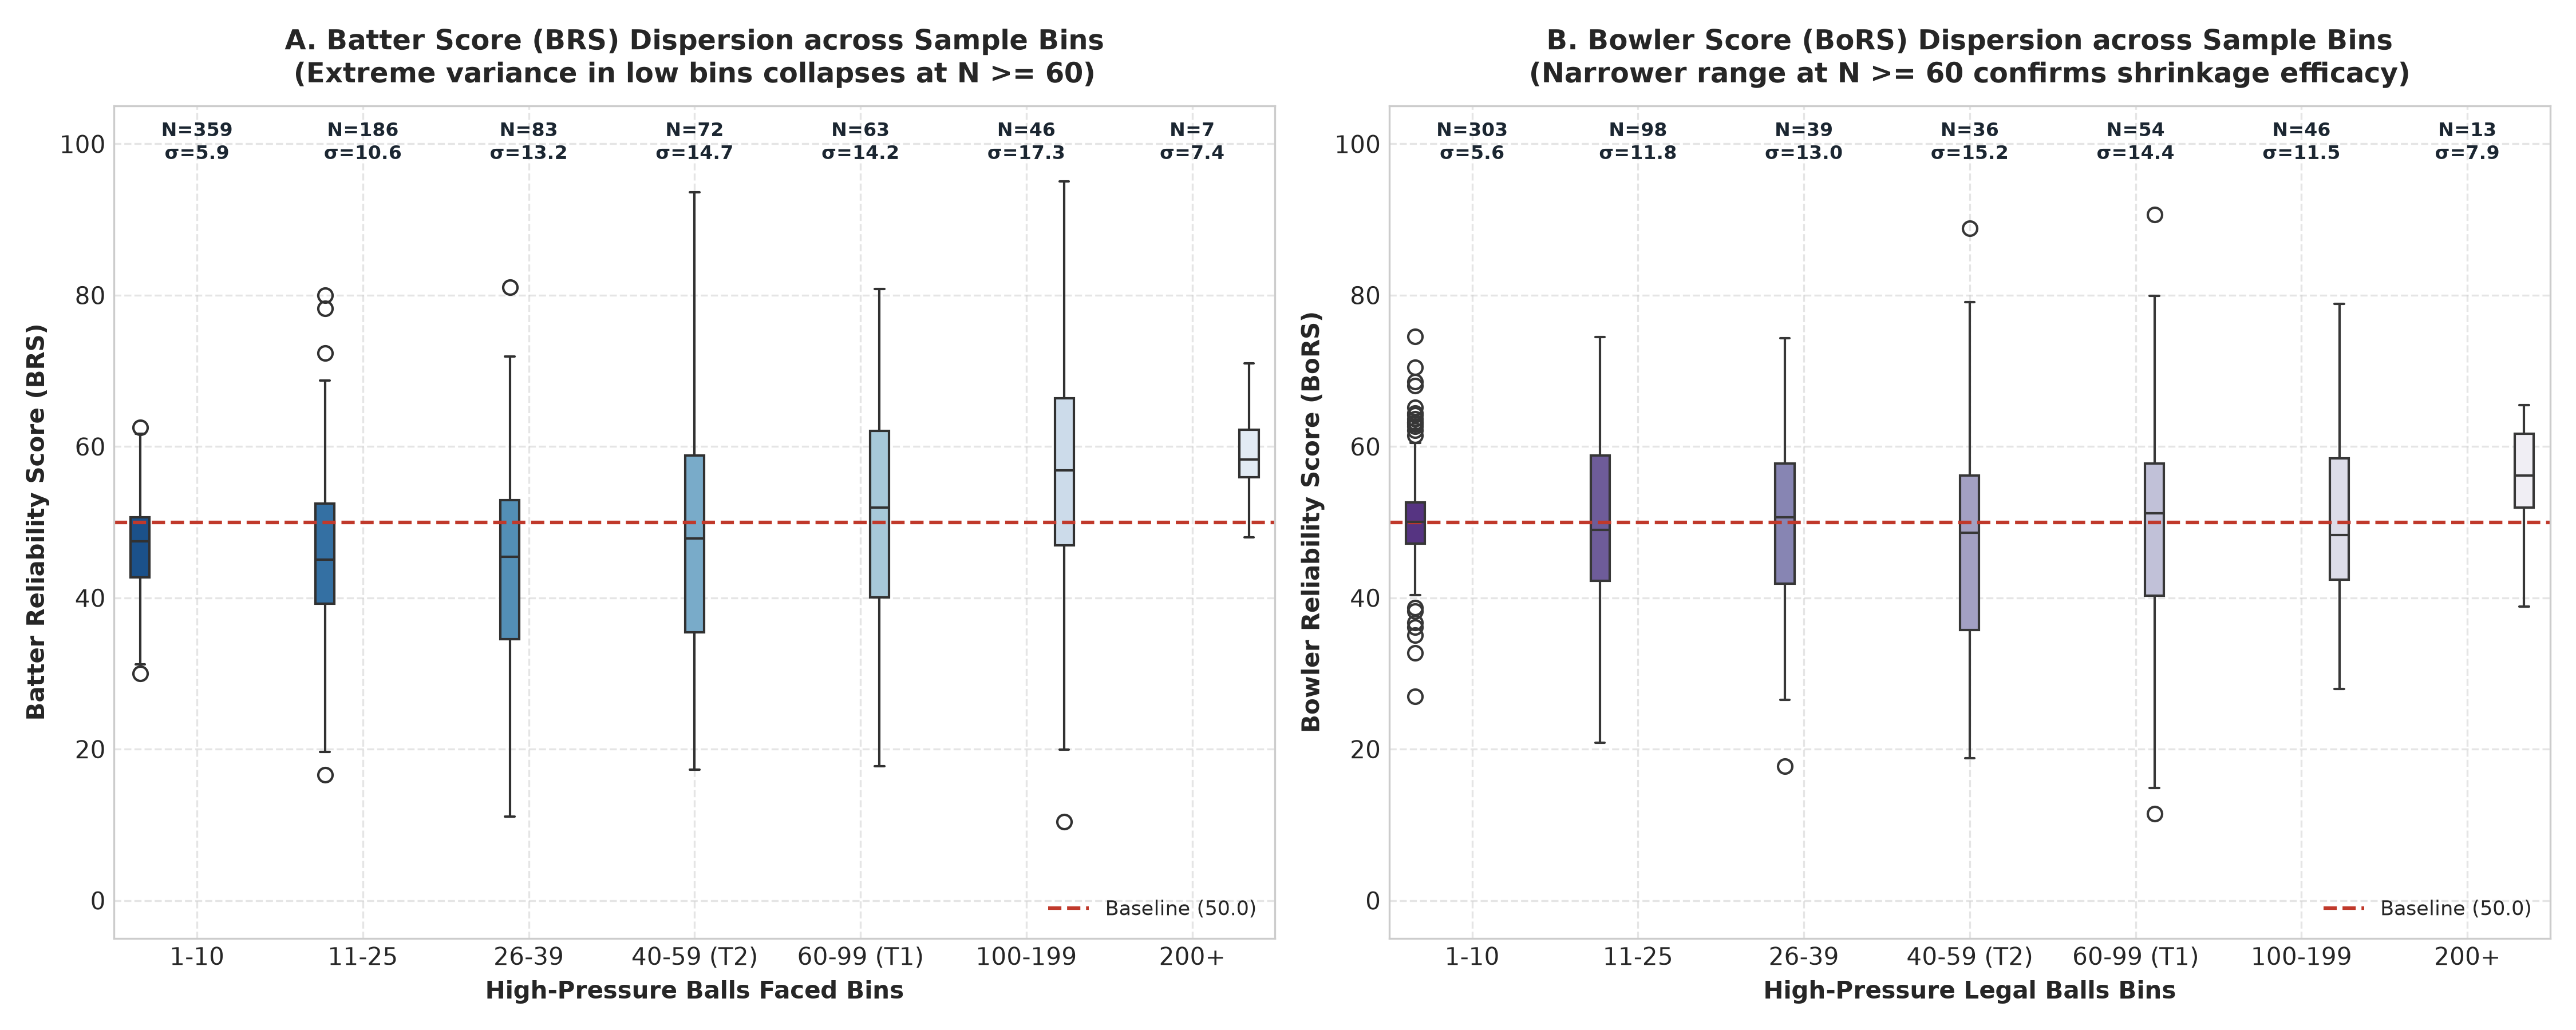 A. Batter Score (BRS) Dispersion across Sample Bins
(Extreme variance in low bins collapses at N >= 60)
N=359 N=186 N=83 N=72 N=63 N=46 N=7
σ=5.9 σ=10.6 σ=13.2 σ=14.7 σ=14.2 σ=17.3 σ=7.4
100
80
60
40
20
0
Batter Reliability Score (BRS)
Baseline (50.0)
1-10 11-25 26-39 40-59 (T2) 60-99 (T1) 100-199 200+
High-Pressure Balls Faced Bins
B. Bowler Score (BoRS) Dispersion across Sample Bins
(Narrower range at N >= 60 confirms shrinkage efficacy)
N=303 N=98 N=39 N=36 N=54 N=46 N=13
σ=5.6 σ=11.8 σ=13.0 σ=15.2 σ=14.4 σ=11.5 σ=7.9
100
80
60
40
20
0
Bowler Reliability Score (BoRS)
Baseline (50.0)
1-10 11-25 26-39 40-59 (T2) 60-99 (T1) 100-199 200+
High-Pressure Legal Balls Bins